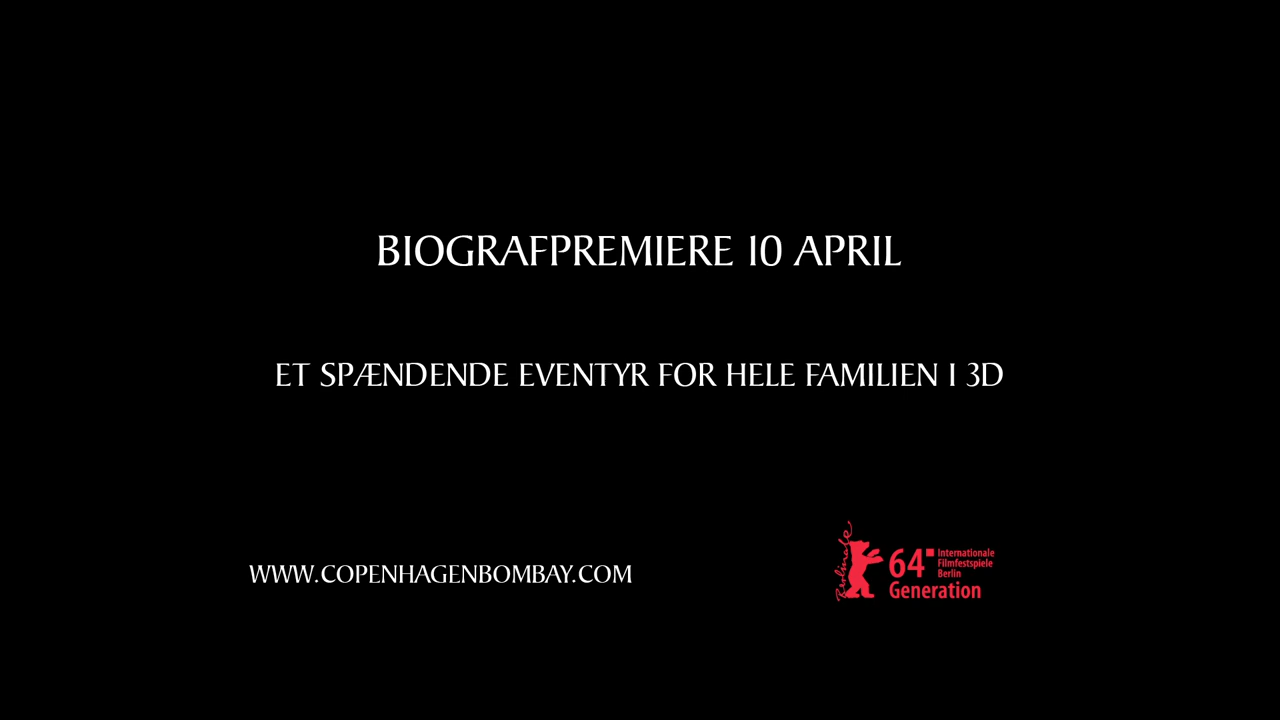 BIOGRAFPREMIERE 10 APRIL
ET SPÆNDENDE EVENTYR FOR HELE FAMILIEN I 3D
WWW.COPENHAGENBOMBAY.COM
Berlinale
64 Internationale
Filmfestspiele
Berlin
Generation